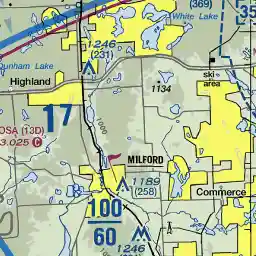 (369)
White Lake
35
1246
(231)
Dunham Lake
Highland
1134
ski
area
17
1000
OSA (13D)
3.025 C
MILFORD
1189
(258)
Commerce
100
60
1246